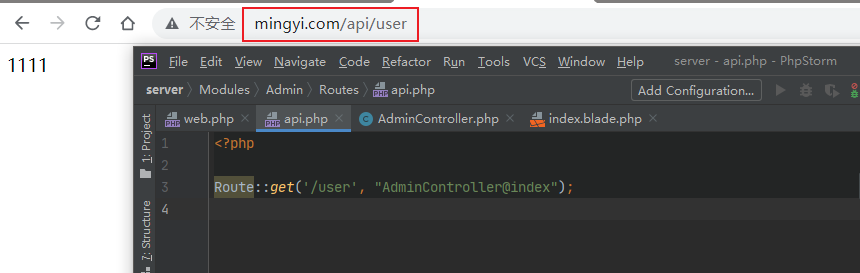 不安全 mingyi.com/api/user
1111
PS File Edit View Navigate Code Refactor Run Tools VCS Window Help server - api.php - PhpStorm
server Modules Admin Routes api.php Add Configuration...
web.php api.php AdminController.php index.blade.php
1 <?php
2
3 Route::get('/user', "AdminController@index");
4
1: Project
7: Structure